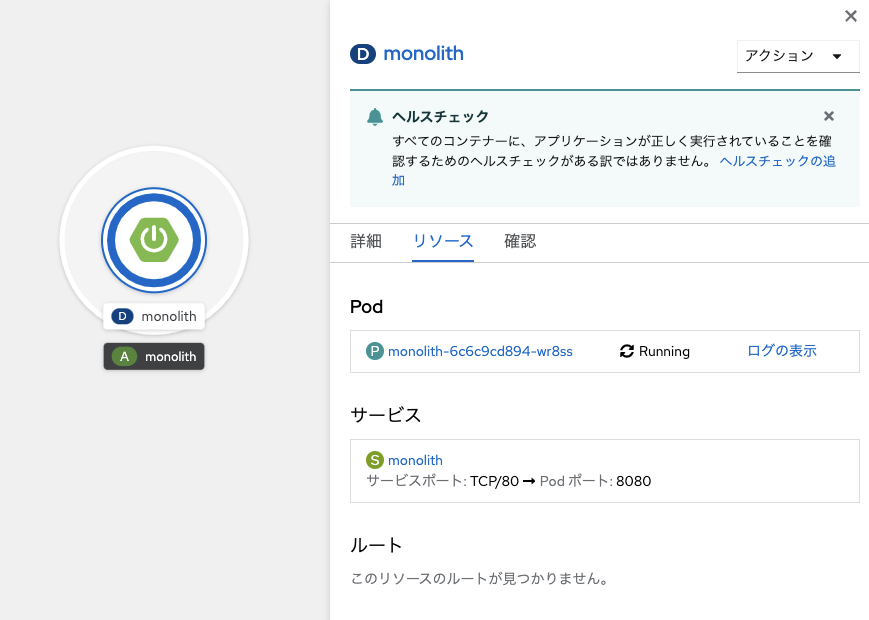 D monolith
A monolith
D monolith
アクション
ヘルスチェック
すべてのコンテナーに、アプリケーションが正しく実行されていることを確
認するためのヘルスチェックがある訳ではありません。 ヘルスチェックの追
加
詳細 リソース 確認
Pod
P monolith-6c6c9cd894-wr8ss Running ログの表示
サービス
S monolith
サービスポート: TCP/80 → Pod ポート: 8080
ルート
このリソースのルートが見つかりません。